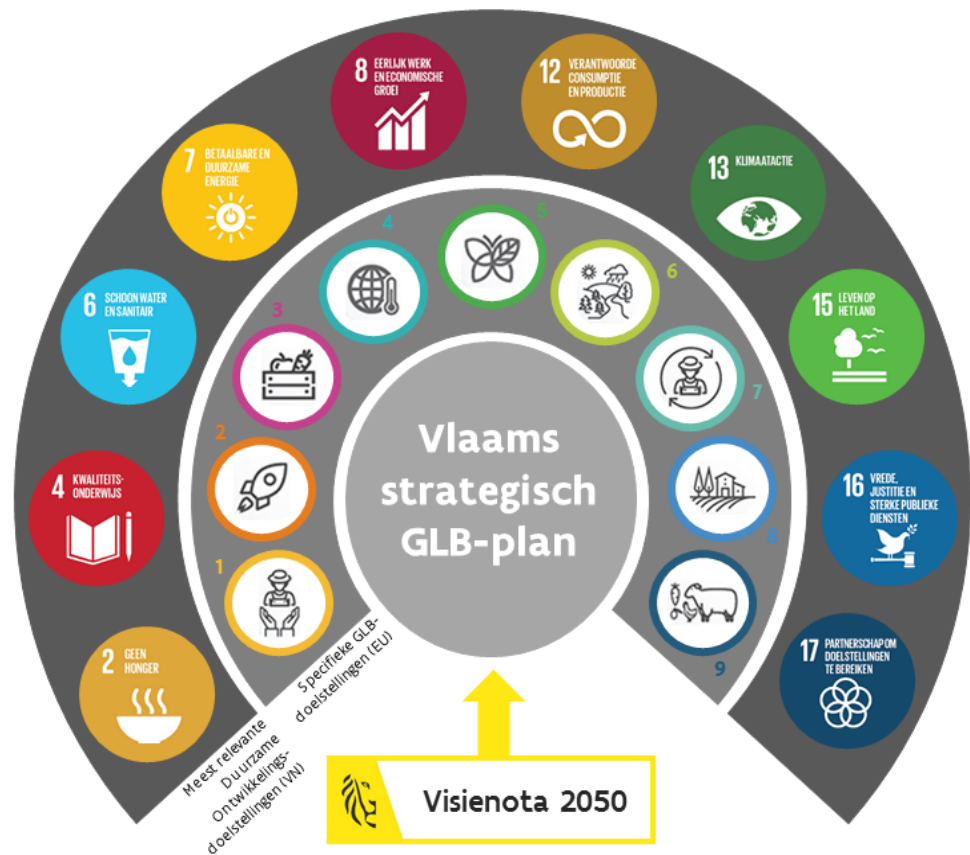 8 EERLIJK WERK
EN ECONOMISCHE
GROEI
12 VERANTWOORDE
CONSUMPTIE
EN PRODUCTIE
7 BETAALBARE EN
DUURZAME
ENERGIE
13 KLIMAATACTIE
6 SCHOON WATER
EN SANITAIR
15 LEVEN OP
HET LAND
4 KWALITEITS-
ONDERWIJS
16 VREDE,
JUSTITIE EN
STERKE PUBLIEKE
DIENSTEN
2 GEEN
HONGER
17 PARTNERSCHAP OM
DOELSTELLINGEN
TE BEREIKEN
1
2
3
4
5
6
7
8
9
Vlaams
strategisch
GLB-plan
Specifieke GLB-
doelstellingen (EU)
Meest relevante
Duurzame
Ontwikkelings-
doelstellingen (VN)
Visienota 2050